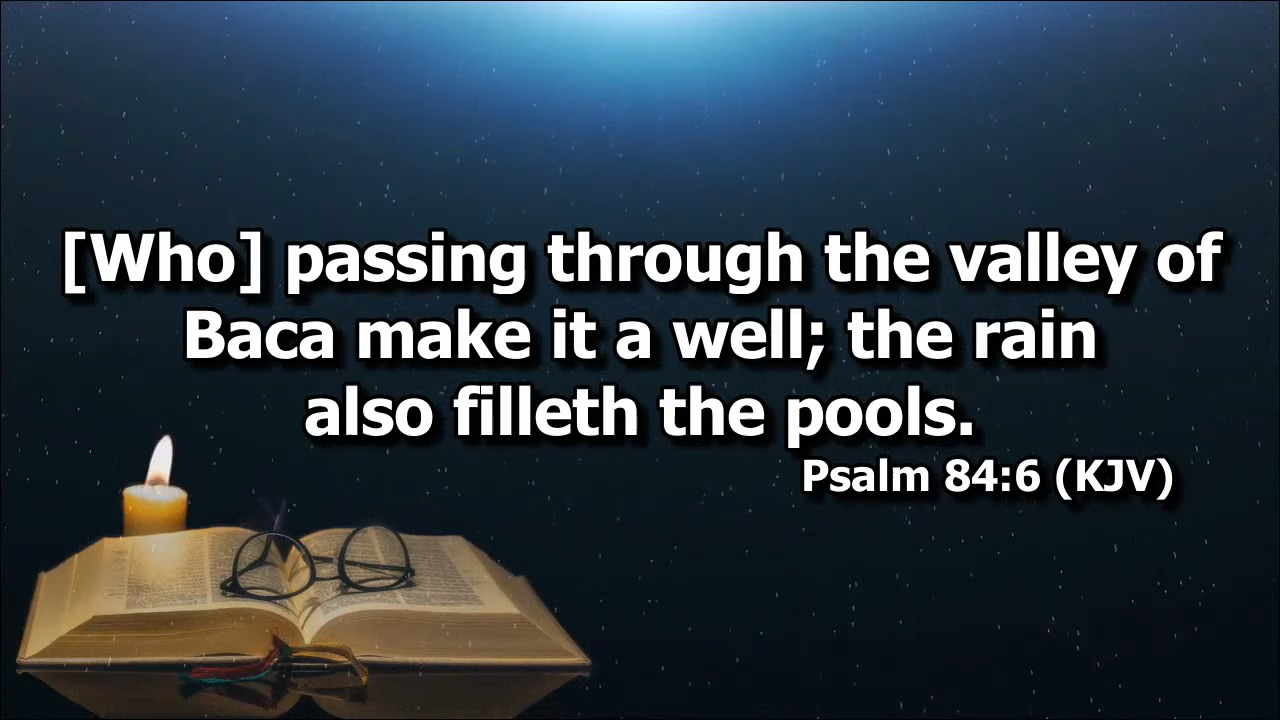 [Who] passing through the valley of
Baca make it a well; the rain
also filleth the pools.
Psalm 84:6 (KJV)